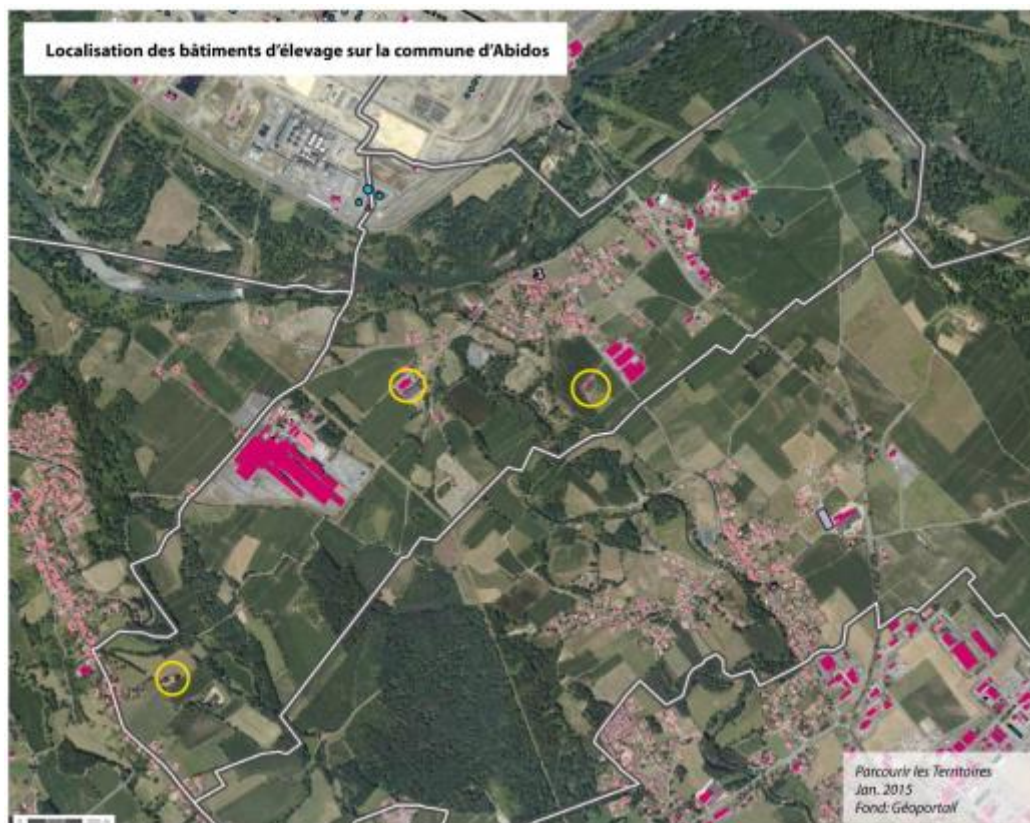 Localisation des bâtiments d'élevage sur la commune d'Abidos
Parcourir les Territoires
Jan. 2015
Fond: Géoportail